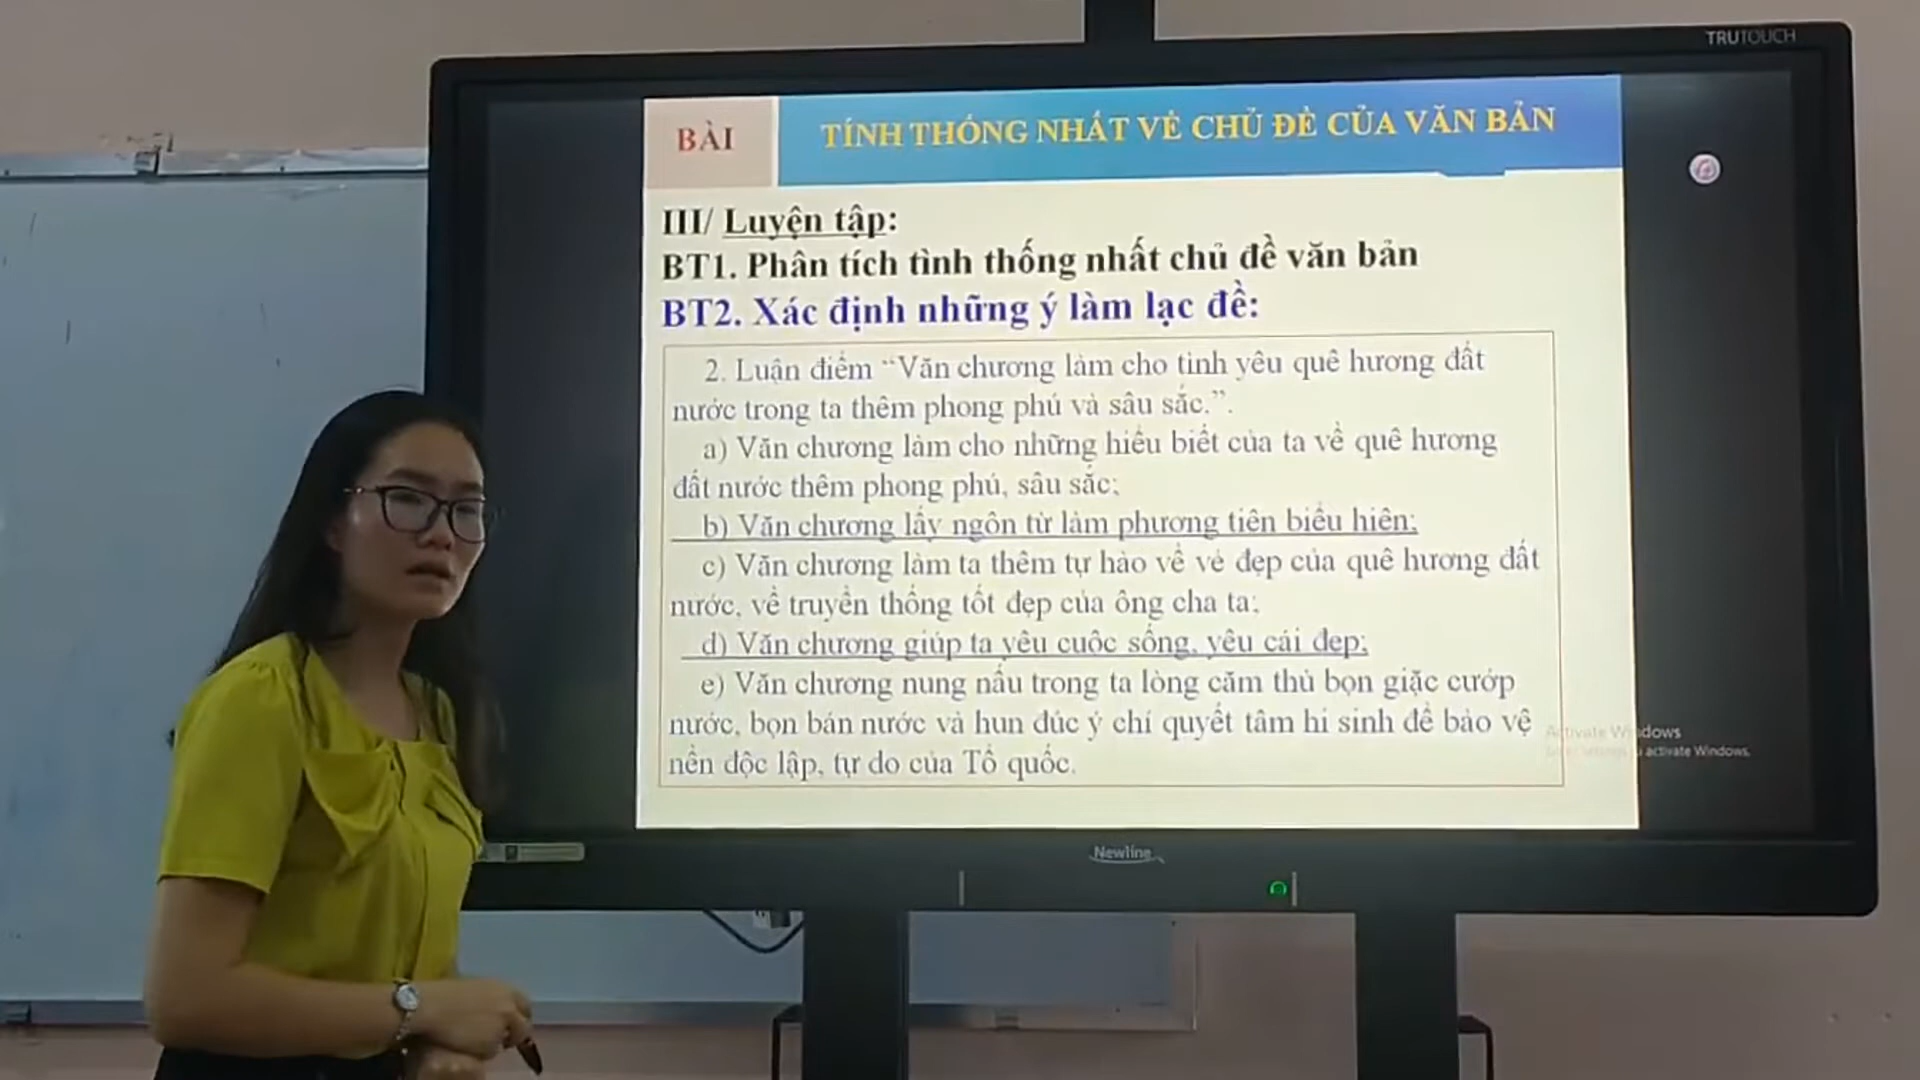 TRUTOUCH
BÀI
TÍNH THỐNG NHẤT VỀ CHỦ ĐỀ CỦA VĂN BẢN
III/ Luyện tập:
BT1. Phân tích tình thống nhất chủ đề văn bản
BT2. Xác định những ý làm lạc đề:
2. Luận điểm “Văn chương làm cho tình yêu quê hương đất
nước trong ta thêm phong phú và sâu sắc.”.
a) Văn chương làm cho những hiểu biết của ta về quê hương
đất nước thêm phong phú, sâu sắc;
b) Văn chương lấy ngôn từ làm phương tiện biểu hiện;
c) Văn chương làm ta thêm tự hào về vẻ đẹp của quê hương đất
nước, về truyền thống tốt đẹp của ông cha ta;
d) Văn chương giúp ta yêu cuộc sống, yêu cái đẹp;
e) Văn chương nung nấu trong ta lòng căm thù bọn giặc cướp
nước, bọn bán nước và hun đúc ý chí quyết tâm hi sinh để bảo vệ
nền độc lập, tự do của Tổ quốc.
Activate Windows
activate Windows.
Newline